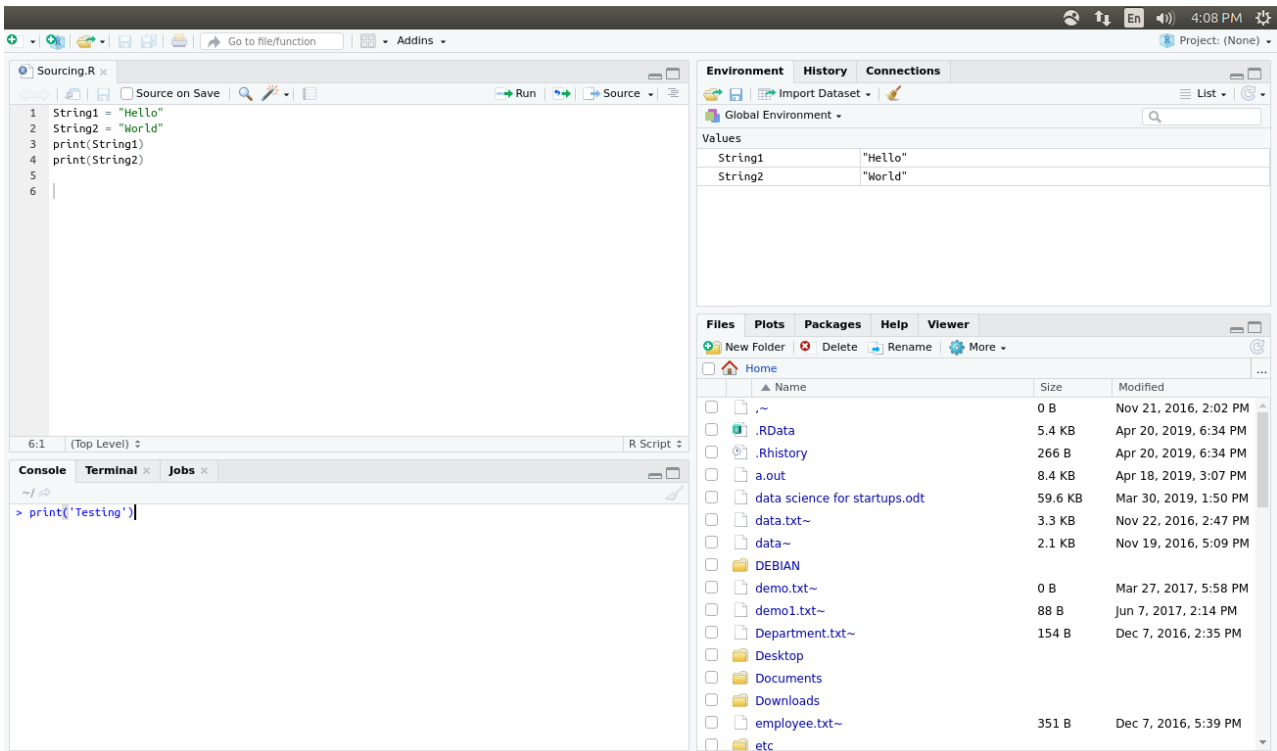 En 4:08 PM
Go to file/function Addins Project: (None)
Sourcing.R
Source on Save Run Source
1 String1 = "Hello"
2 String2 = "World"
3 print(String1)
4 print(String2)
5
6
6:1 (Top Level) R Script
Console Terminal Jobs
~/
> print('Testing')
Environment History Connections
Import Dataset List
Global Environment
Values
String1 "Hello"
String2 "World"
Files Plots Packages Help Viewer
New Folder Delete Rename More
Home ...
Name Size Modified
,~ 0 B Nov 21, 2016, 2:02 PM
.RData 5.4 KB Apr 20, 2019, 6:34 PM
.Rhistory 266 B Apr 20, 2019, 6:34 PM
a.out 8.4 KB Apr 18, 2019, 3:07 PM
data science for startups.odt 59.6 KB Mar 30, 2019, 1:50 PM
data.txt~ 3.3 KB Nov 22, 2016, 2:47 PM
data~ 2.1 KB Nov 19, 2016, 5:09 PM
DEBIAN
demo.txt~ 0 B Mar 27, 2017, 5:58 PM
demo1.txt~ 88 B Jun 7, 2017, 2:14 PM
Department.txt~ 154 B Dec 7, 2016, 2:35 PM
Desktop
Documents
Downloads
employee.txt~ 351 B Dec 7, 2016, 5:39 PM
etc